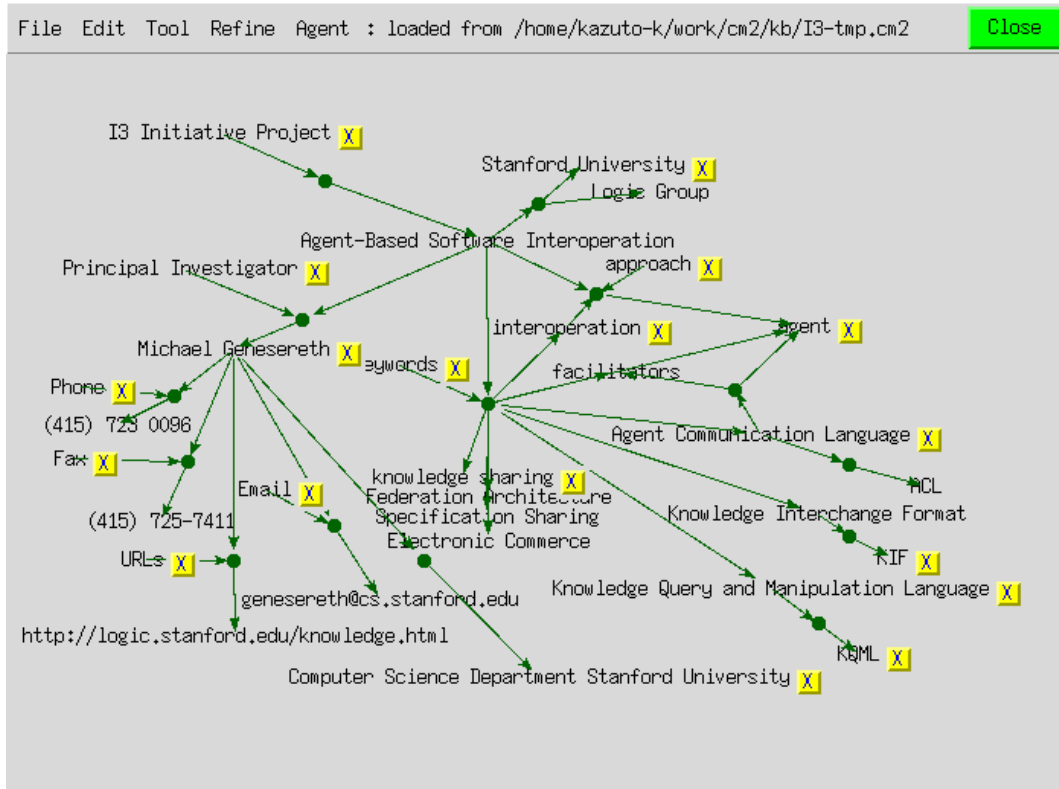 File Edit Tool Refine Agent : loaded from /home/kazuto-k/work/cm2/kb/I3-tmp.cm2 Close
I3 Initiative Project X
Stanford University X
Logic Group
Agent-Based Software Interoperation
Principal Investigator X
approach X
interoperation X
agent X
Michael Genesereth X
eywords X
facilitators
Phone X
(415) 723 0096
Agent Communication Language X
Fax X
knowledge sharing X
Email X
ACL
Federation Architecture
(415) 725-7411
Specification Sharing
Knowledge Interchange Format
Electronic Commerce
URLs X
KIF X
genesereth@cs.stanford.edu
Knowledge Query and Manipulation Language X
http://logic.stanford.edu/knowledge.html
KQML X
Computer Science Department Stanford University X